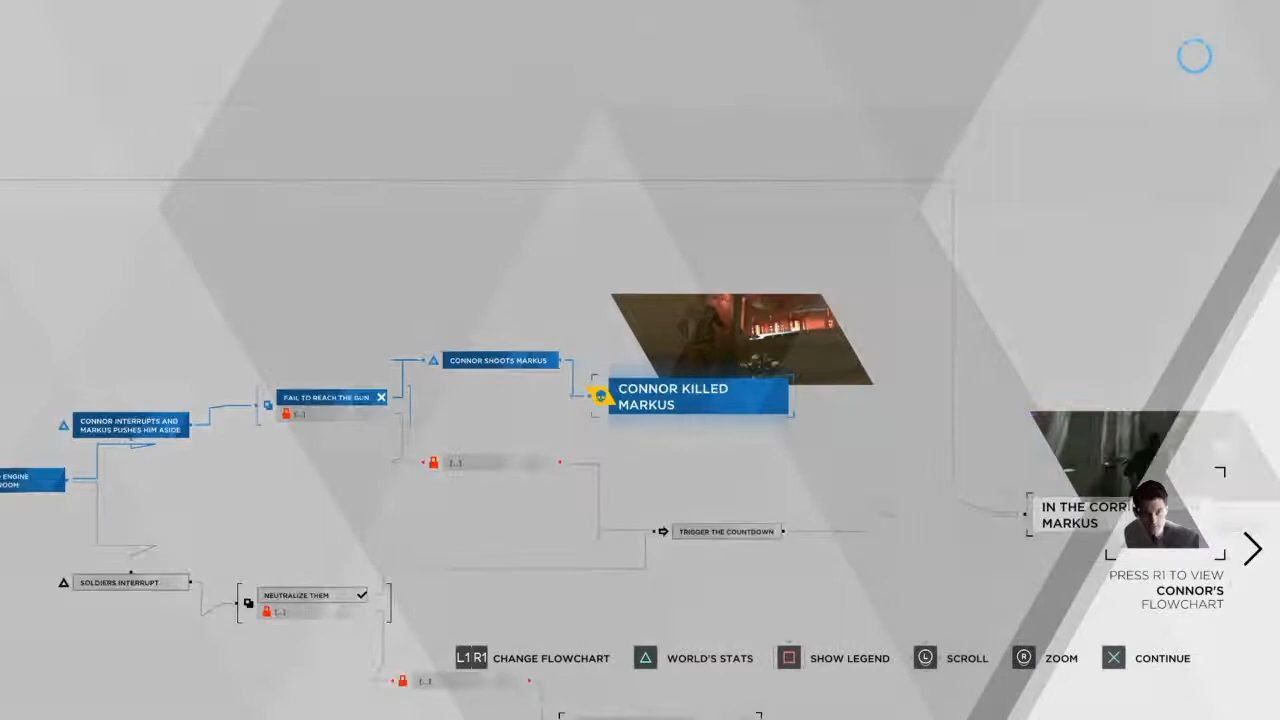 CONNOR SHOOTS MARKUS
CONNOR KILLED
MARKUS
FAIL TO REACH THE GUN
[...]
CONNOR INTERRUPTS AND
MARKUS PUSHES HIM ASIDE
[...]
ENGINE
ROOM
IN THE CORR
MARKUS
TRIGGER THE COUNTDOWN
SOLDIERS INTERRUPT
NEUTRALIZE THEM
[...]
PRESS R1 TO VIEW
CONNOR'S
FLOWCHART
L1 R1 CHANGE FLOWCHART
WORLD'S STATS
SHOW LEGEND
L SCROLL
R ZOOM
CONTINUE
[...]